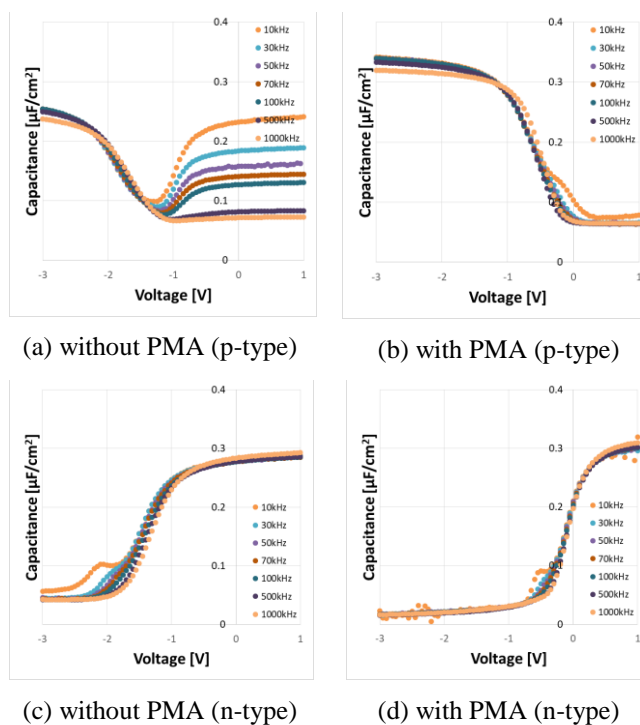 Capacitance [µF/cm²]
0.4
0.3
0.2
0.1
0
-3
-2
-1
0
1
Voltage [V]
10kHz
30kHz
50kHz
70kHz
100kHz
500kHz
1000kHz
(a) without PMA (p-type)
Capacitance [µF/cm²]
0.4
0.3
0.2
0.1
0
-3
-2
-1
0
1
Voltage [V]
10kHz
30kHz
50kHz
70kHz
100kHz
500kHz
1000kHz
(b) with PMA (p-type)
Capacitance [µF/cm²]
0.4
0.3
0.2
0.1
0
-3
-2
-1
0
1
Voltage [V]
10kHz
30kHz
50kHz
70kHz
100kHz
500kHz
1000kHz
(c) without PMA (n-type)
Capacitance [µF/cm²]
0.4
0.3
0.2
0.1
0
-3
-2
-1
0
1
Voltage [V]
10kHz
30kHz
50kHz
70kHz
100kHz
500kHz
1000kHz
(d) with PMA (n-type)